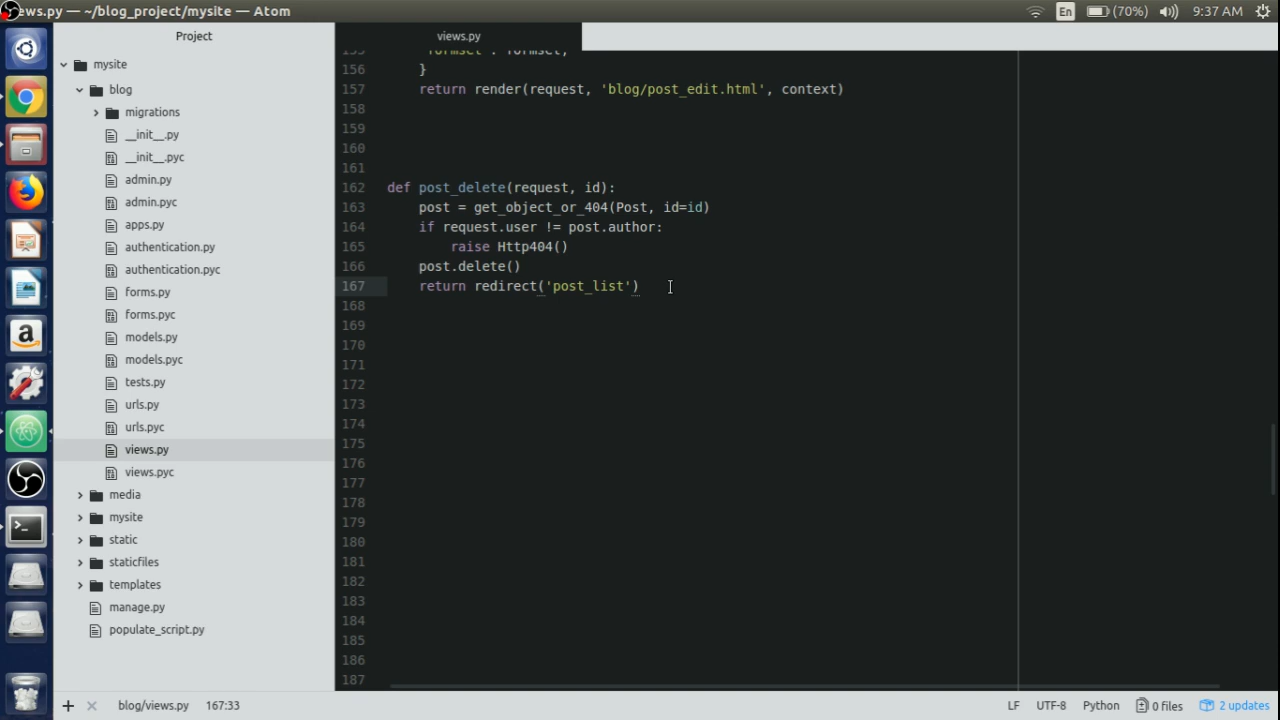 ews.py — ~/blog_project/mysite — Atom
En
(70%)
9:37 AM
Project
mysite
blog
migrations
__init__.py
__init__.pyc
admin.py
admin.pyc
apps.py
authentication.py
authentication.pyc
forms.py
forms.pyc
models.py
models.pyc
tests.py
urls.py
urls.pyc
views.py
views.pyc
media
mysite
static
staticfiles
templates
manage.py
populate_script.py
views.py
155 'formset': formset,
156 }
157 return render(request, 'blog/post_edit.html', context)
158
159
160
161
162 def post_delete(request, id):
163 post = get_object_or_404(Post, id=id)
164 if request.user != post.author:
165 raise Http404()
166 post.delete()
167 return redirect('post_list')
168
169
170
171
172
173
174
175
176
177
178
179
180
181
182
183
184
185
186
187
blog/views.py 167:33
LF UTF-8 Python 0 files 2 updates